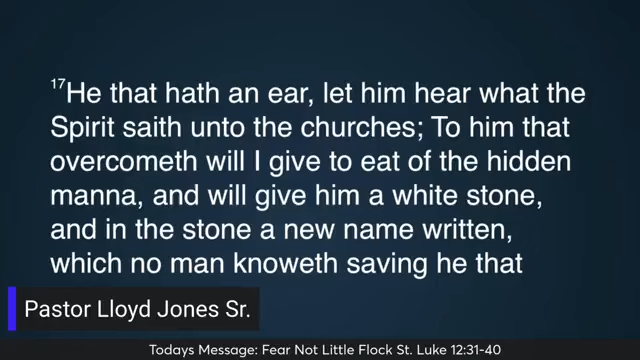 17He that hath an ear, let him hear what the
Spirit saith unto the churches; To him that
overcometh will I give to eat of the hidden
manna, and will give him a white stone,
and in the stone a new name written,
which no man knoweth saving he that
Pastor Lloyd Jones Sr.
Todays Message: Fear Not Little Flock St. Luke 12:31-40